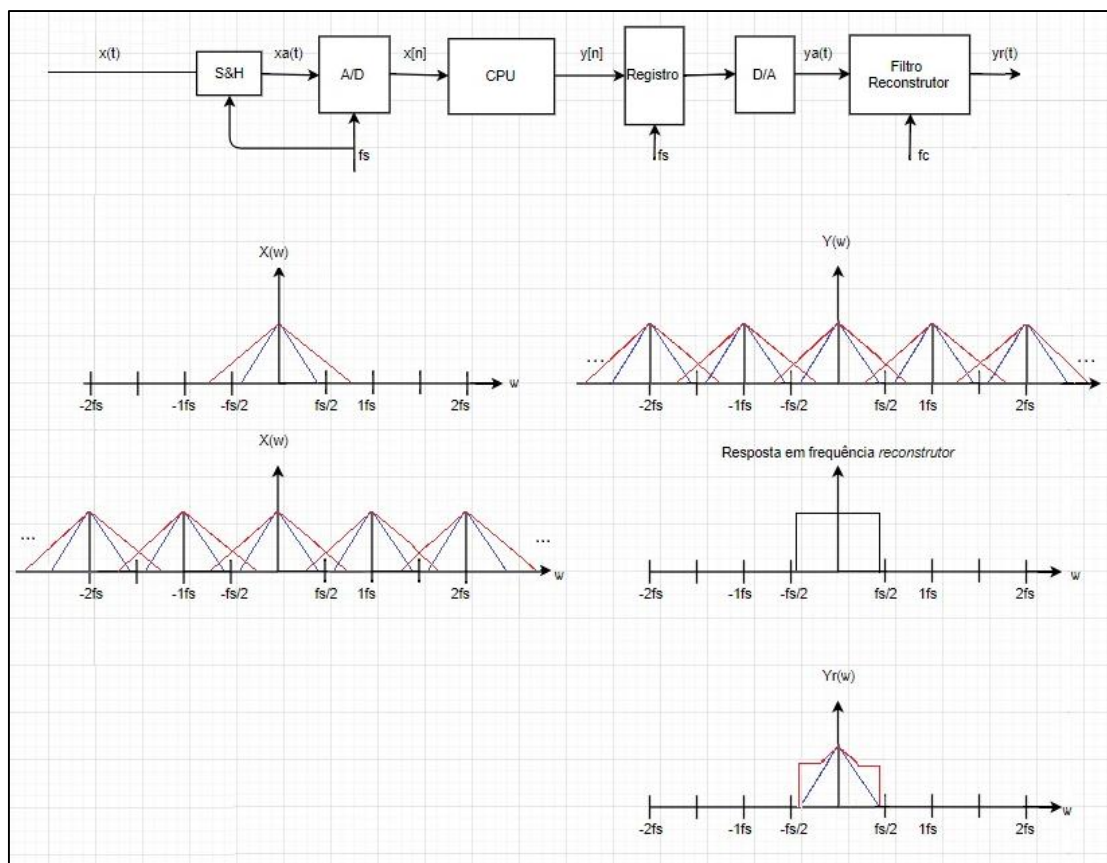 x(t)
S&H
xa(t)
A/D
x[n]
CPU
y[n]
Registro
D/A
ya(t)
Filtro
Reconstrutor
yr(t)
fs
fs
fc
X(w)
-2fs
-1fs
-fs/2
fs/2
1fs
2fs
w
Y(w)
...
...
-2fs
-1fs
-fs/2
fs/2
1fs
2fs
X(w)
...
...
-2fs
-1fs
-fs/2
fs/2
1fs
2fs
w
Resposta em frequência reconstrutor
-2fs
-1fs
-fs/2
fs/2
1fs
2fs
w
Yr(w)
-2fs
-1fs
-fs/2
fs/2
1fs
2fs
w